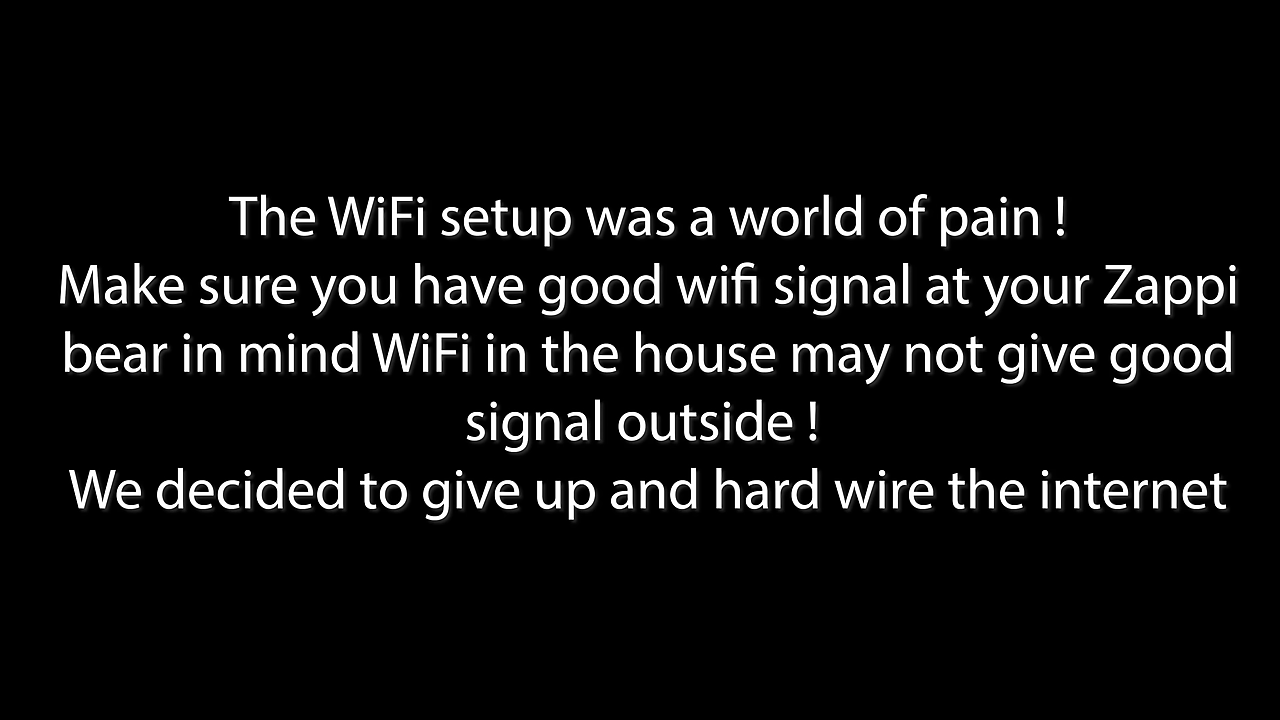 The WiFi setup was a world of pain !
Make sure you have good wifi signal at your Zappi
bear in mind WiFi in the house may not give good
signal outside !
We decided to give up and hard wire the internet